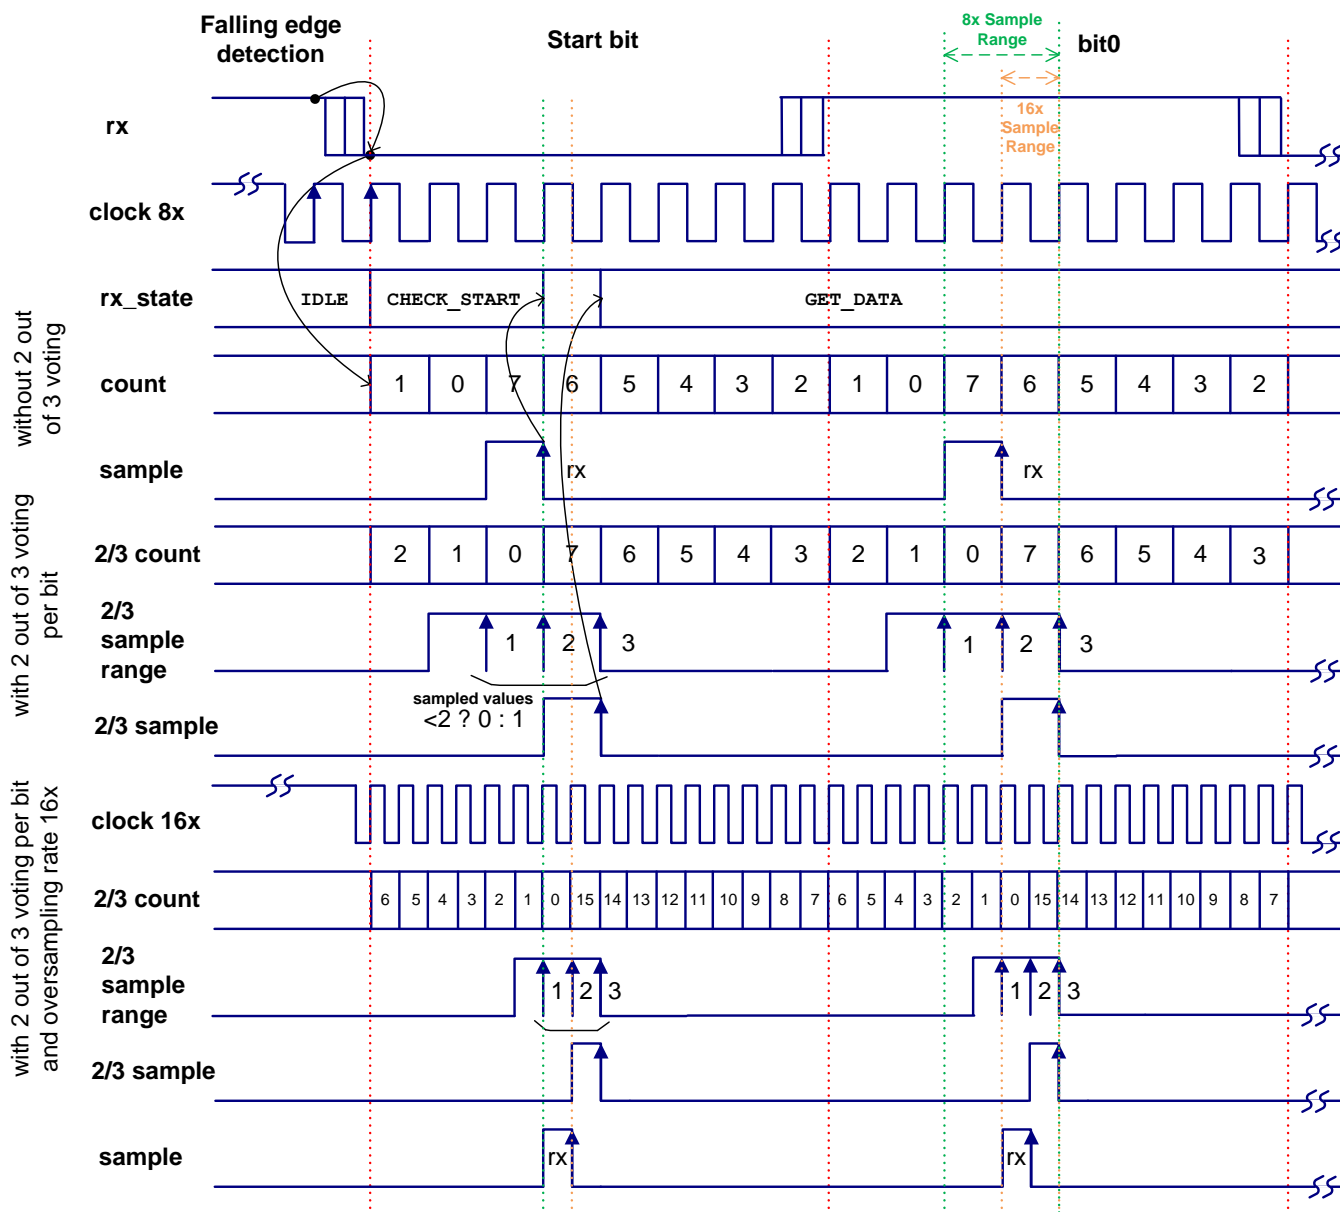 Falling edge
detection
Start bit
8x Sample
Range
bit0
rx
16x
Sample
Range
clock 8x
rx_state
IDLE
CHECK_START
GET_DATA
without 2 out
of 3 voting
count
1 0 7 6 5 4 3 2 1 0 7 6 5 4 3 2
sample
rx
rx
with 2 out of 3 voting
per bit
2/3 count
2 1 0 7 6 5 4 3 2 1 0 7 6 5 4 3
2/3
sample
range
1 2 3
1 2 3
sampled values
<2 ? 0 : 1
2/3 sample
with 2 out of 3 voting per bit
and oversampling rate 16x
clock 16x
2/3 count
6 5 4 3 2 1 0 15 14 13 12 11 10 9 8 7 6 5 4 3 2 1 0 15 14 13 12 11 10 9 8 7
2/3
sample
range
1 2 3
1 2 3
2/3 sample
sample
rx
rx